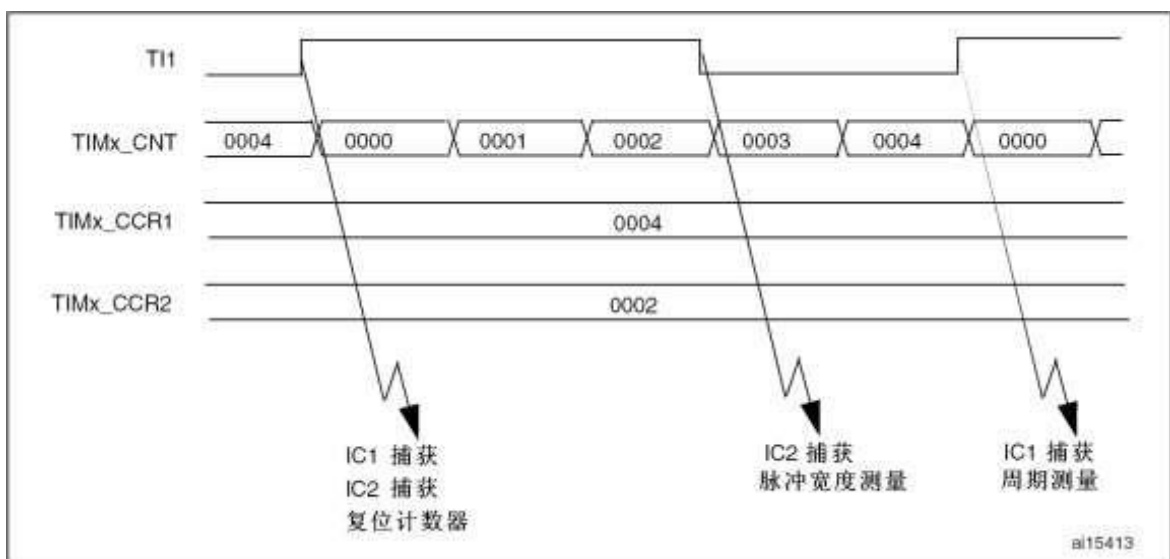 TI1
TIMx_CNT 0004 0000 0001 0002 0003 0004 0000
TIMx_CCR1 0004
TIMx_CCR2 0002
IC1 捕获
IC2 捕获
复位计数器
IC2 捕获
脉冲宽度测量
IC1 捕获
周期测量
ai15413